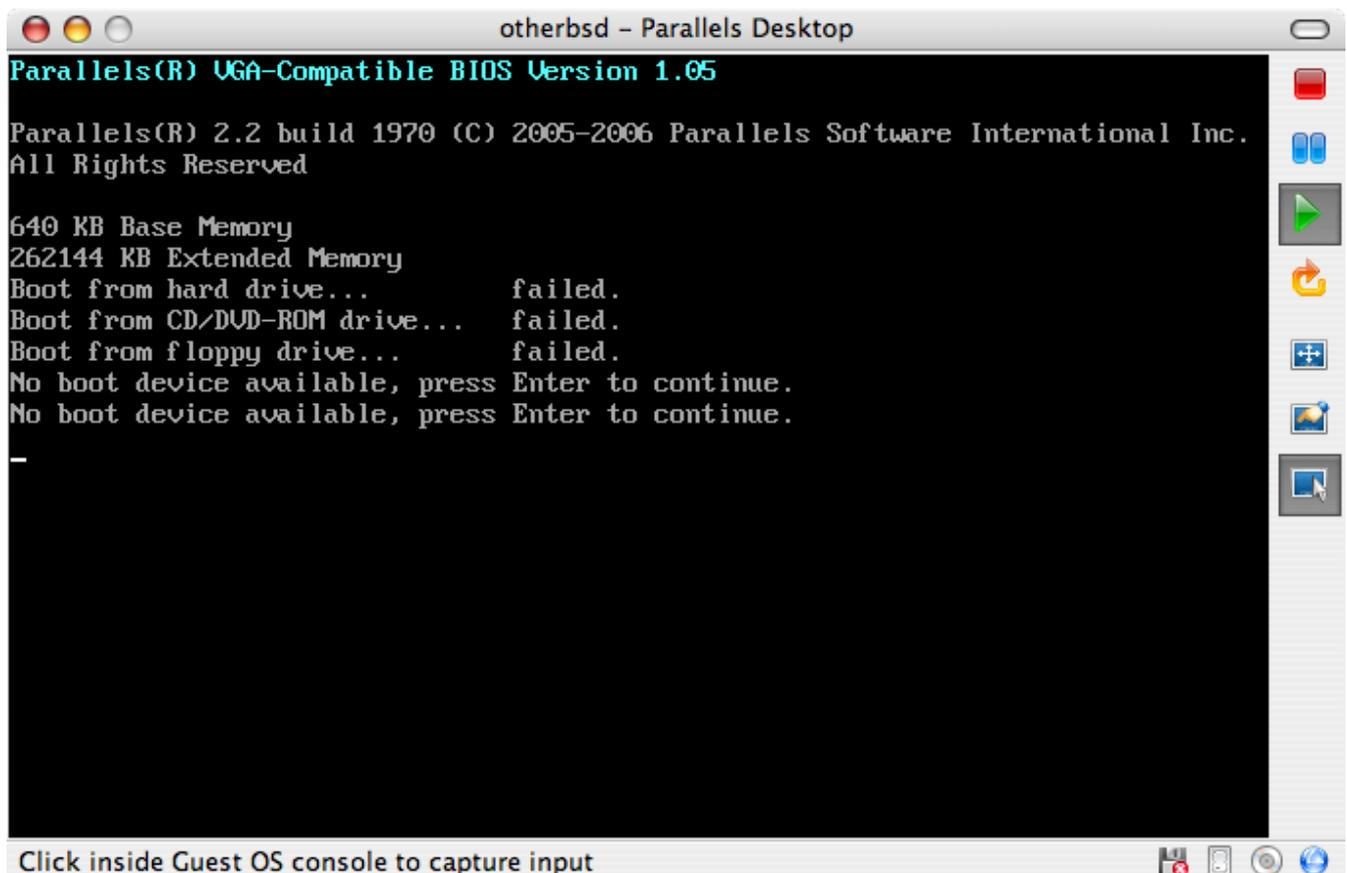 otherbsd – Parallels Desktop
Parallels(R) VGA-Compatible BIOS Version 1.05
Parallels(R) 2.2 build 1970 (C) 2005-2006 Parallels Software International Inc.
All Rights Reserved
640 KB Base Memory
262144 KB Extended Memory
Boot from hard drive... failed.
Boot from CD/DVD-ROM drive... failed.
Boot from floppy drive... failed.
No boot device available, press Enter to continue.
No boot device available, press Enter to continue.
_
Click inside Guest OS console to capture input